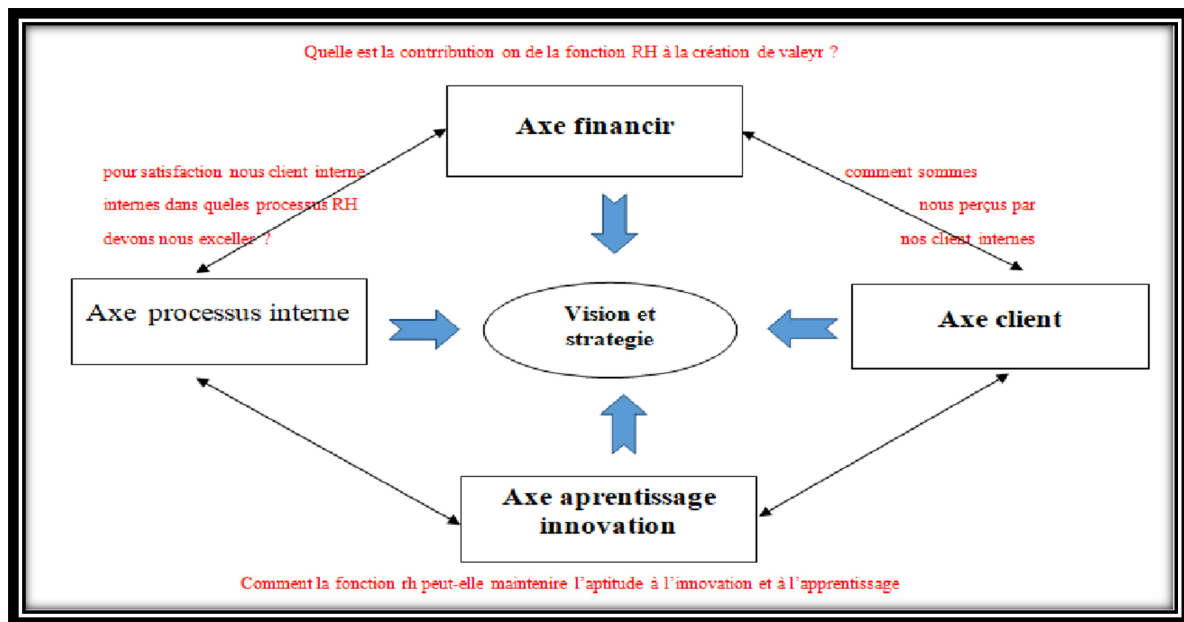 Quelle est la contrribution on de la fonction RH à la création de valeyr ?
Axe financir
pour satisfaction nous client interne
internes dans queles processus RH
devons nous exceller ?
comment sommes
nous perçus par
nos client internes
Axe processus interne
Vision et
strategie
Axe client
Axe aprentissage
innovation
Comment la fonction rh peut-elle maintenire l’aptitude à l’innovation et à l’apprentissage